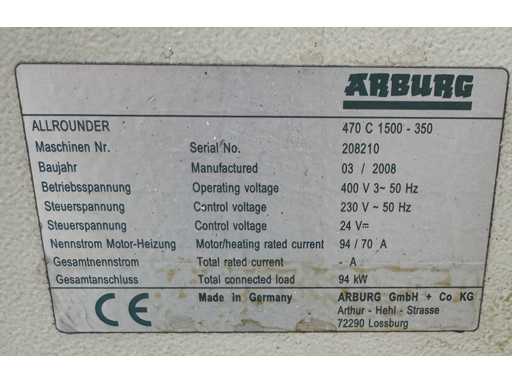 ARBURG
ALLROUNDER 470 C 1500 - 350
Maschinen Nr. Serial No. 208210
Baujahr Manufactured 03 / 2008
Betriebsspannung Operating voltage 400 V 3~ 50 Hz
Steuerspannung Control voltage 230 V ~ 50 Hz
Steuerspannung Control voltage 24 V=
Nennstrom Motor-Heizung Motor/heating rated current 94 / 70 A
Gesamtnennstrom Total rated current - A
Gesamtanschluss Total connected load 94 kW
CE Made in Germany ARBURG GmbH + Co KG
Arthur - Hehl - Strasse
72290 Lossburg